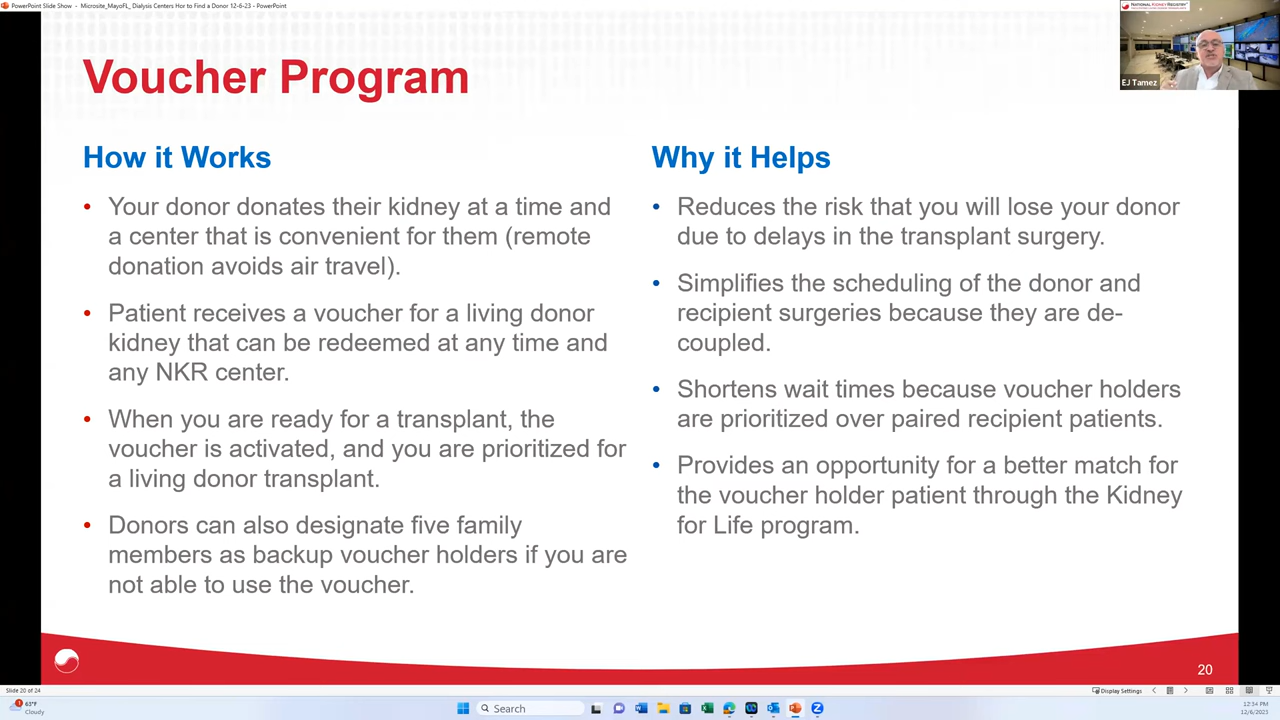 PowerPoint Slide Show - Microsite_MayoFL_ Dialysis Centers Hor to Find a Donor 12-6-23 - PowerPoint
NATIONAL KIDNEY REGISTRY
EJ Tamez
Voucher Program
How it Works
• Your donor donates their kidney at a time and
a center that is convenient for them (remote
donation avoids air travel).
• Patient receives a voucher for a living donor
kidney that can be redeemed at any time and
any NKR center.
• When you are ready for a transplant, the
voucher is activated, and you are prioritized for
a living donor transplant.
• Donors can also designate five family
members as backup voucher holders if you are
not able to use the voucher.
Why it Helps
• Reduces the risk that you will lose your donor
due to delays in the transplant surgery.
• Simplifies the scheduling of the donor and
recipient surgeries because they are de-
coupled.
• Shortens wait times because voucher holders
are prioritized over paired recipient patients.
• Provides an opportunity for a better match for
the voucher holder patient through the Kidney
for Life program.
20
Slide 20 of 24
Display Settings
63°F
Cloudy
Search
12:34 PM
12/6/2023